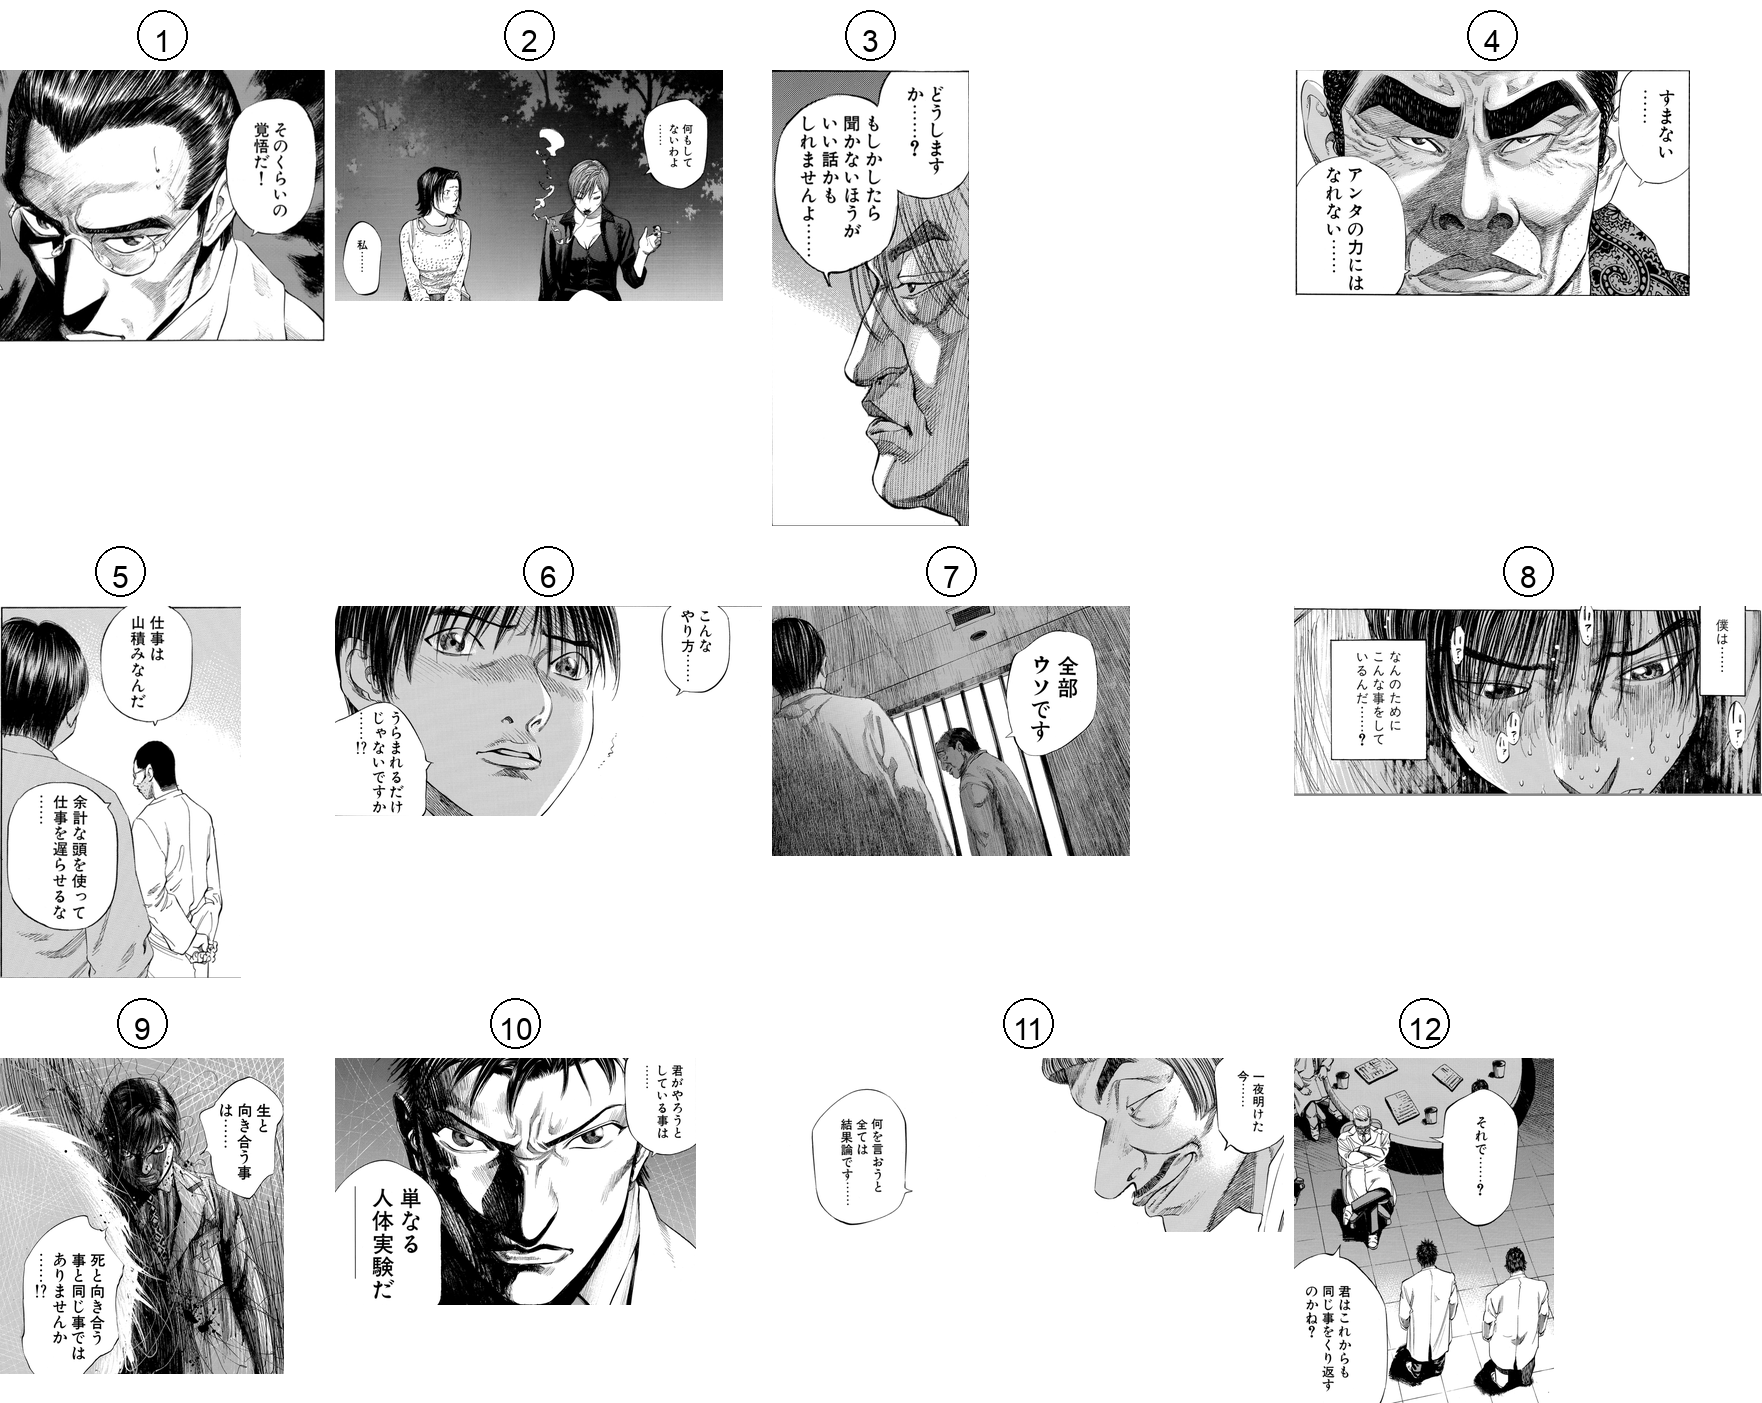 1
そのくらいの
覚悟だ！
2
何もして
ないわよ
……
私……
3
どうします
か……？
もしかしたら
聞かないほうが
いい話かも
しれませんよ……
4
すまない
……
アンタの力には
なれない……
5
仕事は
山積みなんだ
余計な頭を使って
仕事を遅らせるな
……
6
こんな
やり方……
うらまれるだけ
じゃないですか
……!?
7
全部
ウソです
8
僕は……
ハァ？
ハァ？
ハァ？
ハァ？
ハァ？
なんのために
こんな事をして
いるんだ……？
9
生と
向き合う事
は……
死と向き合う
事と同じ事では
ありませんか
……!?
10
君がやろうと
している事は
……
単なる
人体実験だ
11
一夜明けた
今……
何を言おうと
全ては
結果論です……
12
それで……？
君はこれからも
同じ事をくり返す
のかね？